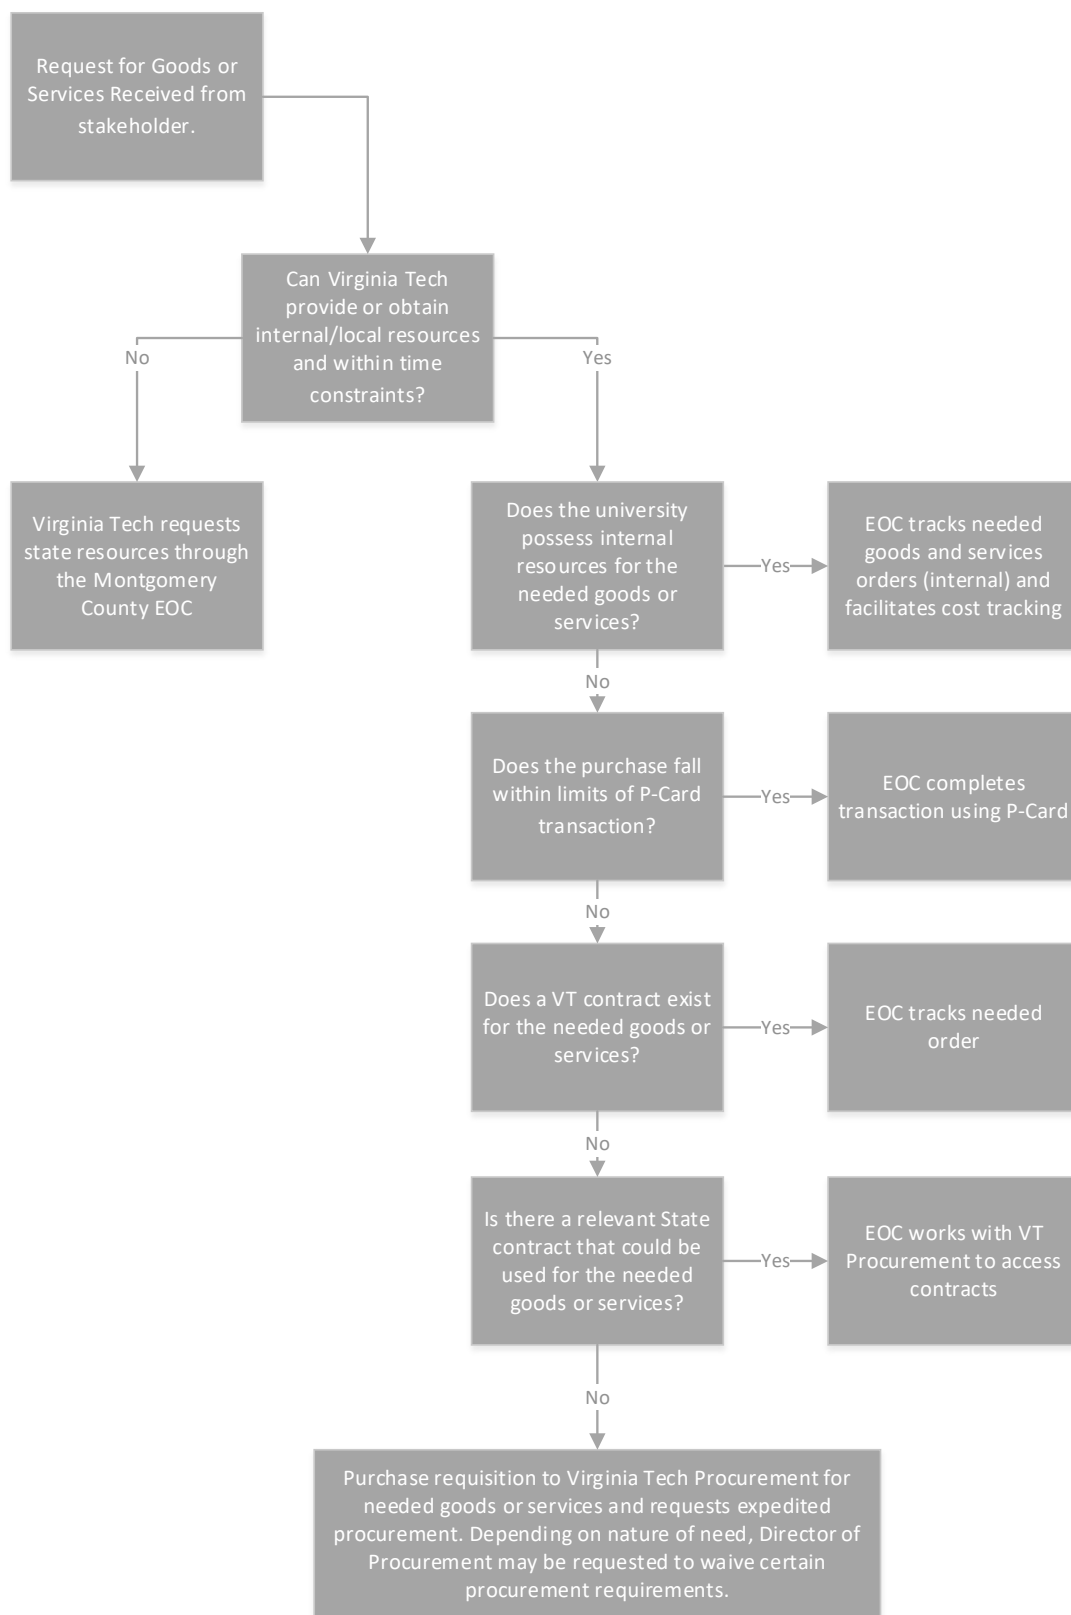 Request for Goods or
Services Received from
stakeholder.
Can Virginia Tech
provide or obtain
internal/local resources
and within time
constraints?
No
Yes
Virginia Tech requests
state resources through
the Montgomery
County EOC
Does the university
possess internal
resources for the
needed goods or
services?
Yes
EOC tracks needed
goods and services
orders (internal) and
facilitates cost tracking
No
Does the purchase fall
within limits of P-Card
transaction?
Yes
EOC completes
transaction using P-Card
No
Does a VT contract exist
for the needed goods or
services?
Yes
EOC tracks needed
order
No
Is there a relevant State
contract that could be
used for the needed
goods or services?
Yes
EOC works with VT
Procurement to access
contracts
No
Purchase requisition to Virginia Tech Procurement for
needed goods or services and requests expedited
procurement. Depending on nature of need, Director of
Procurement may be requested to waive certain
procurement requirements.